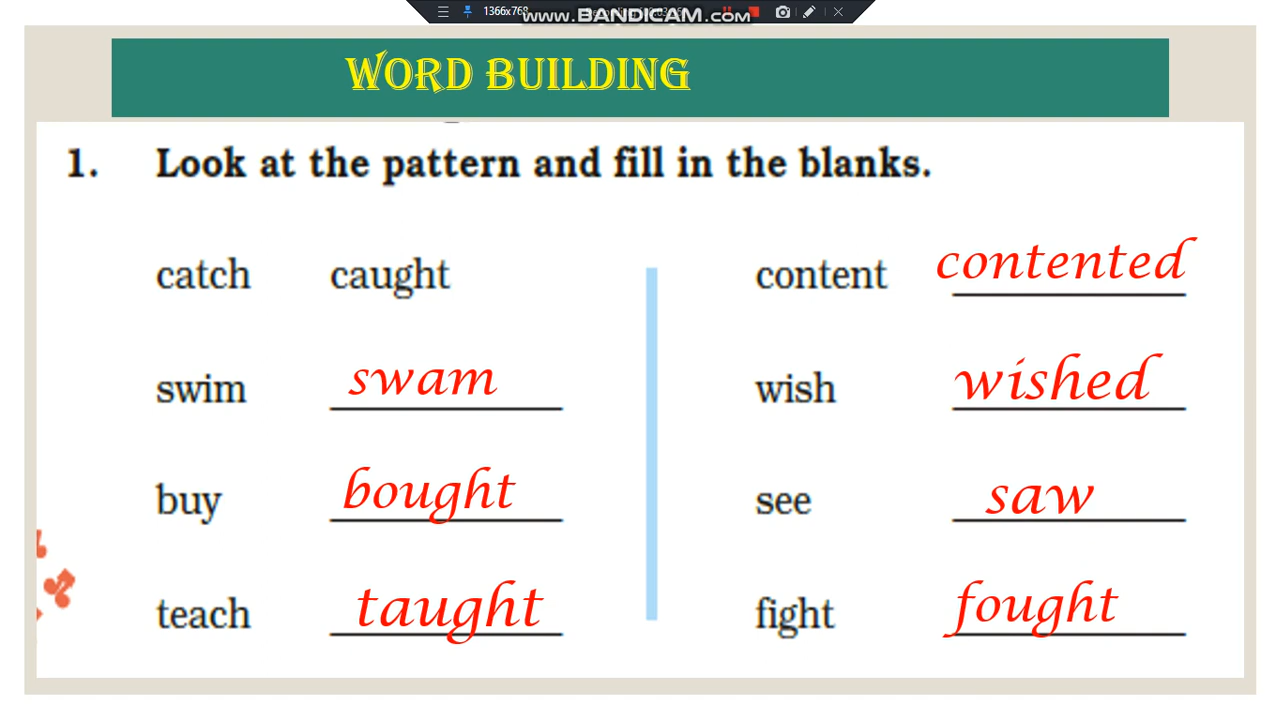 1366x768
www.BANDICAM.com
WORD BUILDING
1. Look at the pattern and fill in the blanks.
catch caught content contented
swim swam wish wished
buy bought see saw
teach taught fight fought